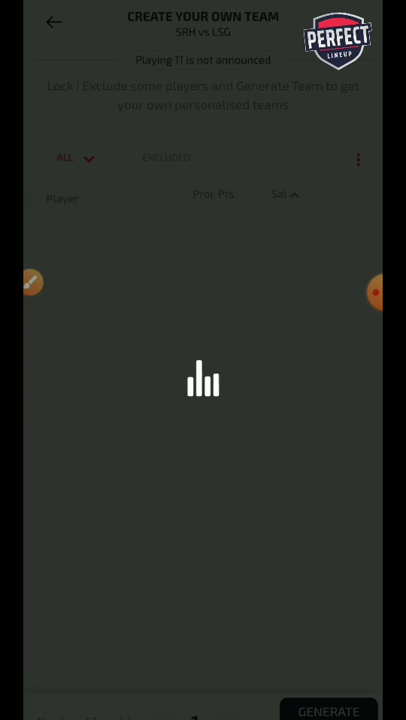 CREATE YOUR OWN TEAM
SRH vs LSG
PERFECT
LINEUP
Playing 11 is not announced
Lock | Exclude some players and Generate Team to get
your own personalised teams
ALL
EXCLUDED
Player
Proj. Pts
Sal
1
GENERATE